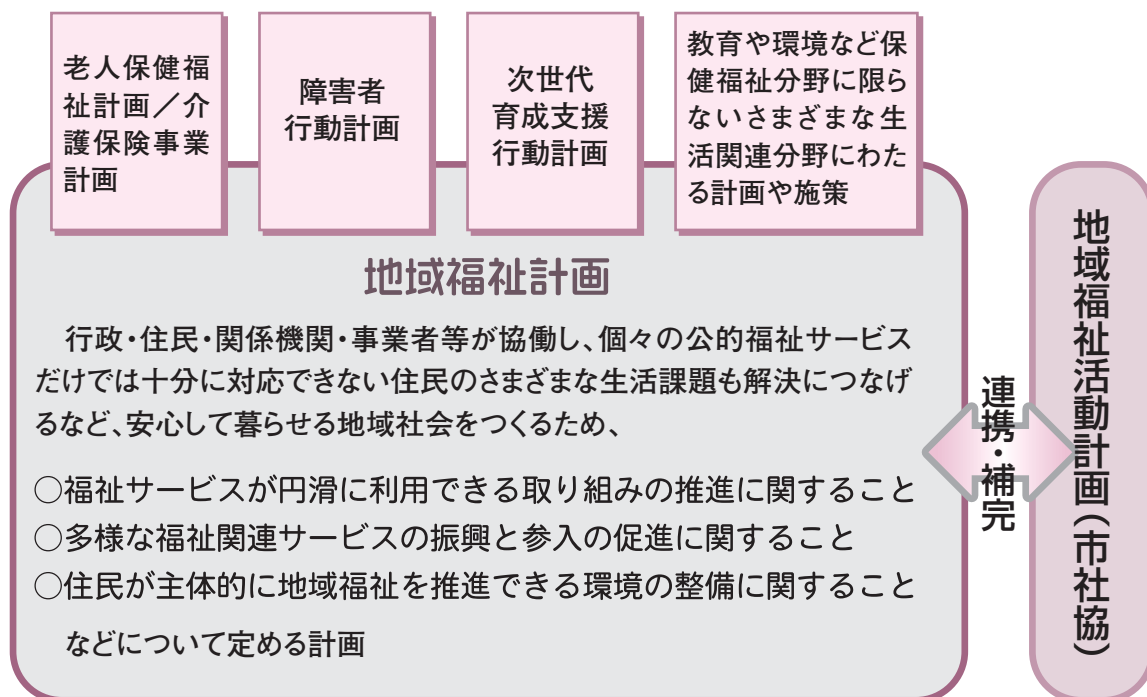 老人保健福
祉計画／介
護保険事業
計画
障害者
行動計画
次世代
育成支援
行動計画
教育や環境など保
健福祉分野に限ら
ないさまざまな生
活関連分野にわた
る計画や施策
地域福祉計画
行政・住民・関係機関・事業者等が協働し、個々の公的福祉サービス
だけでは十分に対応できない住民のさまざまな生活課題も解決につなげ
るなど、安心して暮らせる地域社会をつくるため、
○福祉サービスが円滑に利用できる取り組みの推進に関すること
○多様な福祉関連サービスの振興と参入の促進に関すること
○住民が主体的に地域福祉を推進できる環境の整備に関すること
などについて定める計画
連携・補完
地域福祉活動計画（市社協）